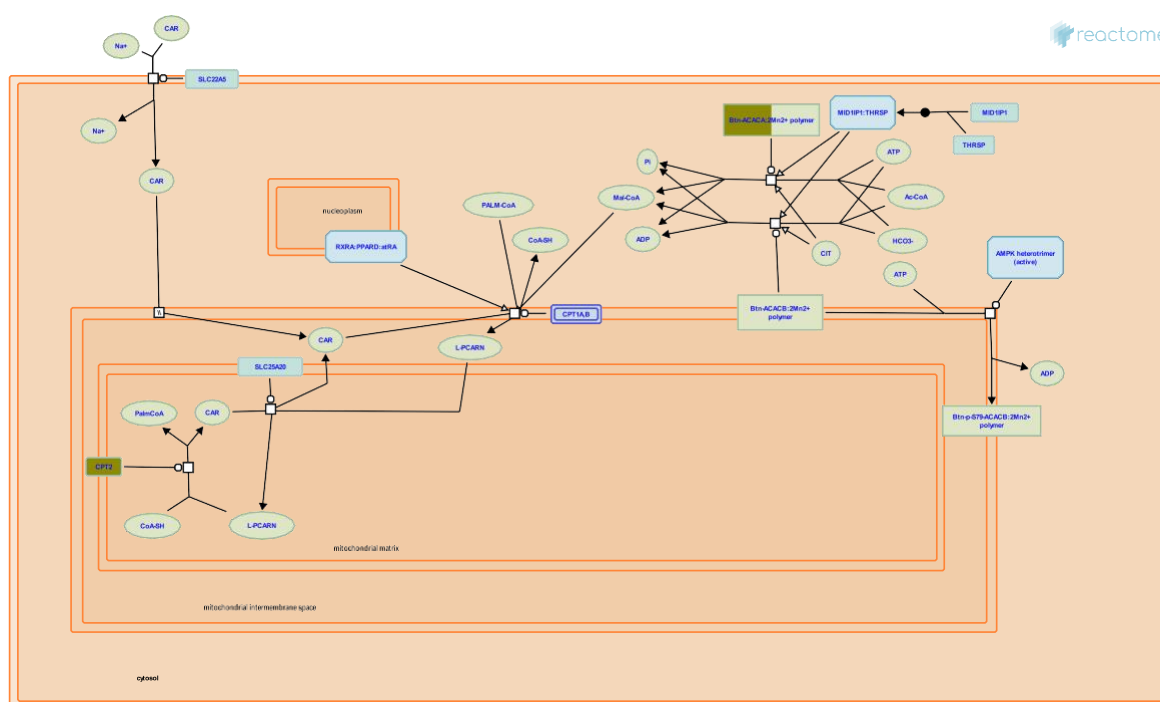 CAR
Na+
reactome
SLC22A5
Na+
Btn-ACACA:2Mn2+ polymer
MID1IP1:THRSP
MID1IP1
THRSP
ATP
Pi
CAR
Mal-CoA
Ac-CoA
PALM-CoA
nucleoplasm
CoA-SH
ADP
HCO3-
RXRA:PPARD:atRA
CIT
AMPK heterotrimer
(active)
ATP
Btn-ACACB:2Mn2+
polymer
CPT1A,B
CAR
L-PCARN
SLC25A20
ADP
PalmCoA
CAR
Btn-p-S79-ACACB:2Mn2+
polymer
CPT2
CoA-SH
L-PCARN
mitochondrial matrix
mitochondrial intermembrane space
cytosol